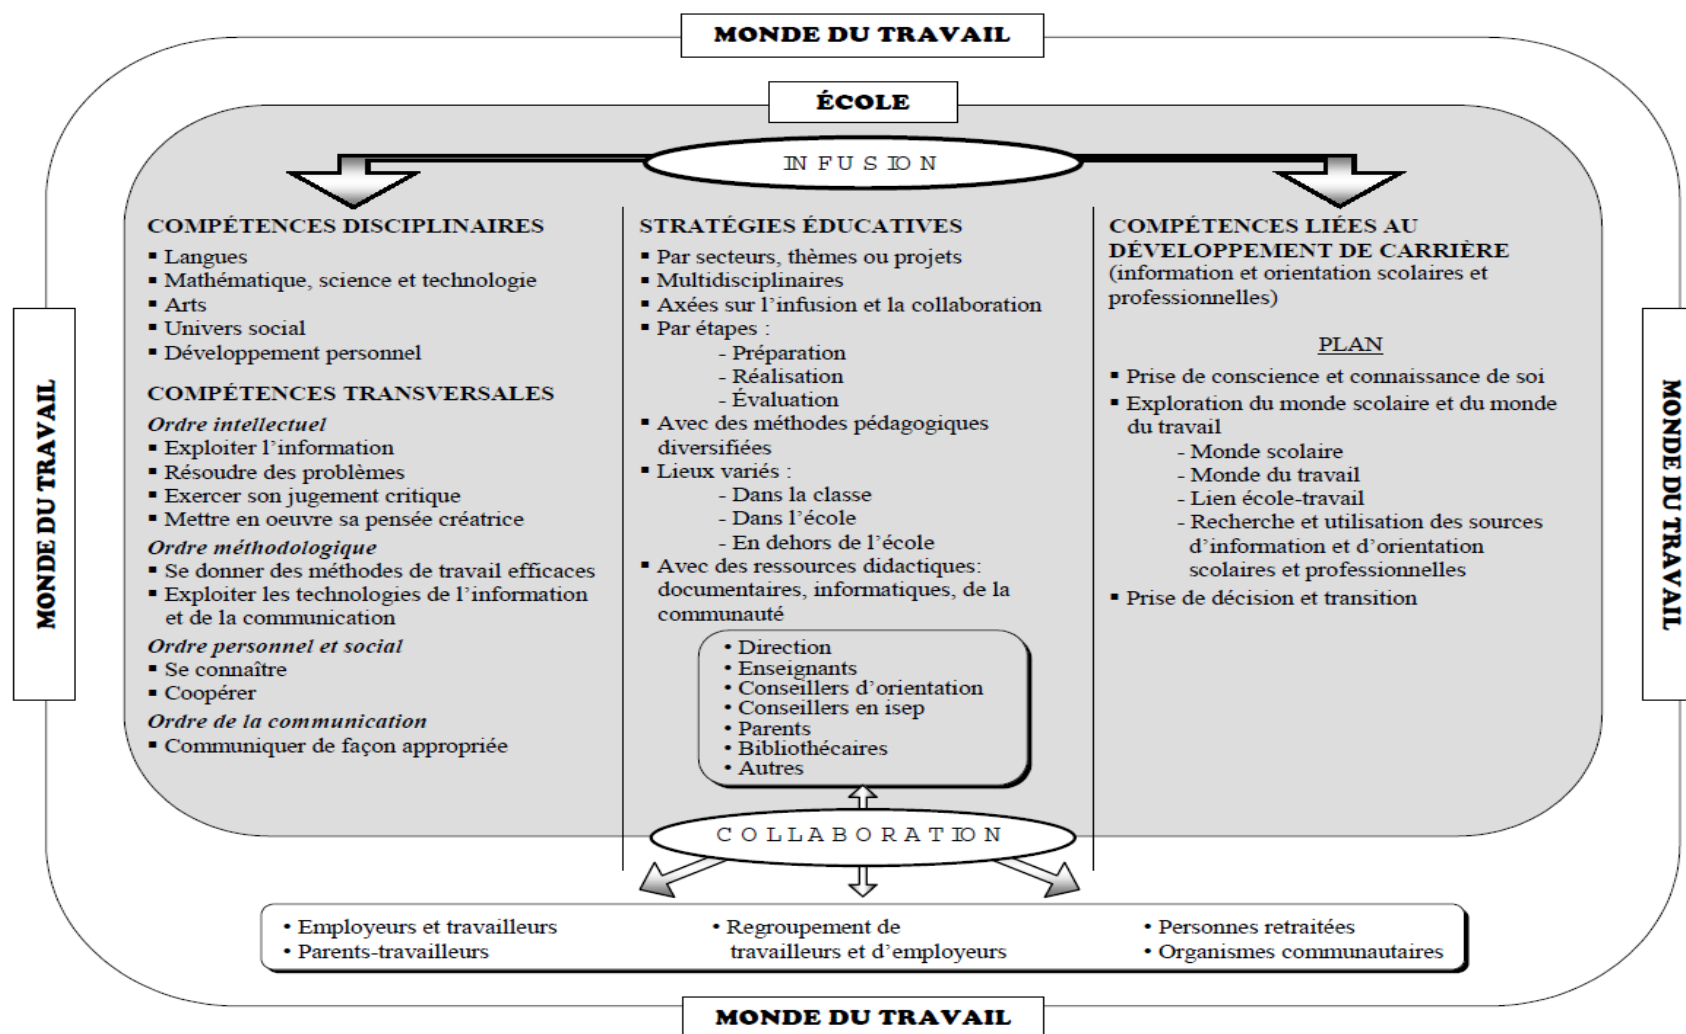 MONDE DU TRAVAIL
ÉCOLE
INFUSION
MONDE DU TRAVAIL
COMPÉTENCES DISCIPLINAIRES
▪ Langues
▪ Mathématique, science et technologie
▪ Arts
▪ Univers social
▪ Développement personnel
COMPÉTENCES TRANSVERSALES
Ordre intellectuel
▪ Exploiter l'information
▪ Résoudre des problèmes
▪ Exercer son jugement critique
▪ Mettre en oeuvre sa pensée créatrice
Ordre méthodologique
▪ Se donner des méthodes de travail efficaces
▪ Exploiter les technologies de l'information
et de la communication
Ordre personnel et social
▪ Se connaître
▪ Coopérer
Ordre de la communication
▪ Communiquer de façon appropriée
STRATÉGIES ÉDUCATIVES
▪ Par secteurs, thèmes ou projets
▪ Multidisciplinaires
▪ Axées sur l'infusion et la collaboration
▪ Par étapes :
- Préparation
- Réalisation
- Évaluation
▪ Avec des méthodes pédagogiques
diversifiées
▪ Lieux variés :
- Dans la classe
- Dans l'école
- En dehors de l'école
▪ Avec des ressources didactiques:
documentaires, informatiques, de la
communauté
• Direction
• Enseignants
• Conseillers d'orientation
• Conseillers en isep
• Parents
• Bibliothécaires
• Autres
COMPÉTENCES LIÉES AU
DÉVELOPPEMENT DE CARRIÈRE
(information et orientation scolaires et
professionnelles)
PLAN
▪ Prise de conscience et connaissance de soi
▪ Exploration du monde scolaire et du monde
du travail
- Monde scolaire
- Monde du travail
- Lien école-travail
- Recherche et utilisation des sources
d'information et d'orientation
scolaires et professionnelles
▪ Prise de décision et transition
MONDE DU TRAVAIL
COLLABORATION
• Employeurs et travailleurs
• Parents-travailleurs
• Regroupement de
travailleurs et d'employeurs
• Personnes retraitées
• Organismes communautaires
MONDE DU TRAVAIL